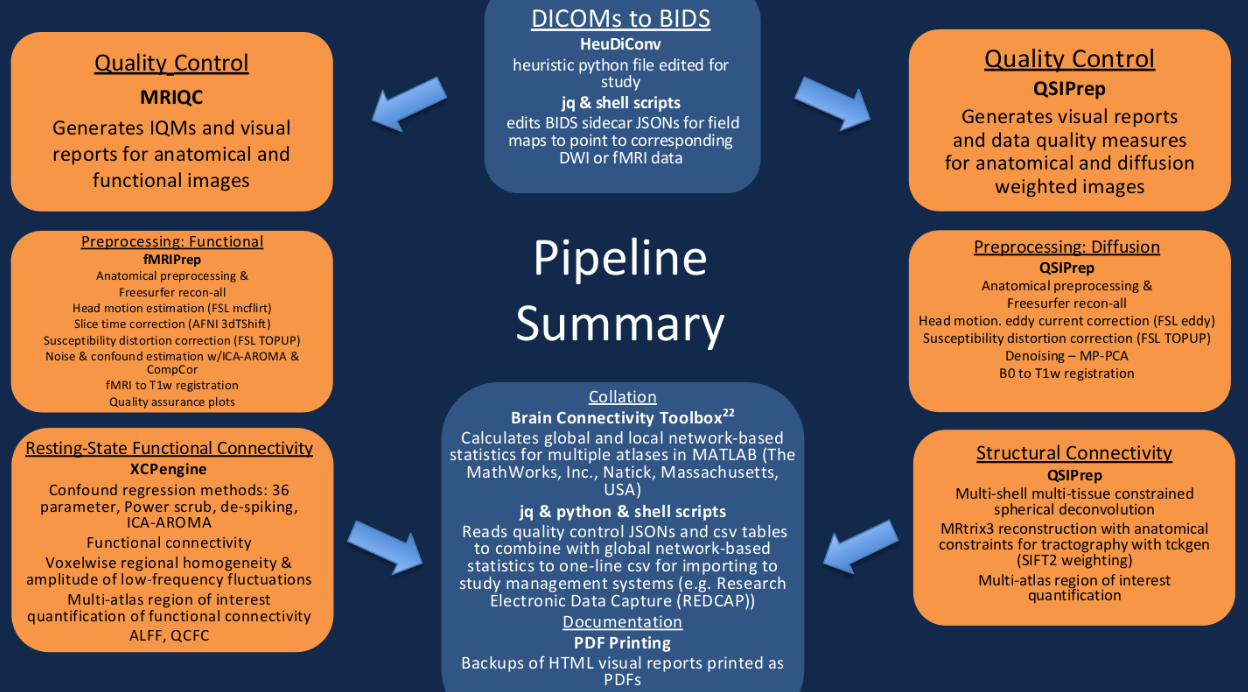 DICOMs to BIDS
HeuDiConv
heuristic python file edited for
study
jq & shell scripts
edits BIDS sidecar JSONs for field
maps to point to corresponding
DWI or fMRI data
Quality Control
MRIQC
Generates IQMs and visual
reports for anatomical and
functional images
Quality Control
QSIPrep
Generates visual reports
and data quality measures
for anatomical and diffusion
weighted images
Pipeline
Summary
Preprocessing: Functional
fMRIPrep
Anatomical preprocessing &
Freesurfer recon-all
Head motion estimation (FSL mcflirt)
Slice time correction (AFNI 3dTShift)
Susceptibility distortion correction (FSL TOPUP)
Noise & confound estimation w/ICA-AROMA &
CompCor
fMRI to T1w registration
Quality assurance plots
Preprocessing: Diffusion
QSIPrep
Anatomical preprocessing &
Freesurfer recon-all
Head motion. eddy current correction (FSL eddy)
Susceptibility distortion correction (FSL TOPUP)
Denoising – MP-PCA
B0 to T1w registration
Resting-State Functional Connectivity
XCPengine
Confound regression methods: 36
parameter, Power scrub, de-spiking,
ICA-AROMA
Functional connectivity
Voxelwise regional homogeneity &
amplitude of low-frequency fluctuations
Multi-atlas region of interest
quantification of functional connectivity
ALFF, QCFC
Structural Connectivity
QSIPrep
Multi-shell multi-tissue constrained
spherical deconvolution
MRtrix3 reconstruction with anatomical
constraints for tractography with tckgen
(SIFT2 weighting)
Multi-atlas region of interest
quantification
Collation
Brain Connectivity Toolbox²²
Calculates global and local network-based
statistics for multiple atlases in MATLAB (The
MathWorks, Inc., Natick, Massachusetts,
USA)
jq & python & shell scripts
Reads quality control JSONs and csv tables
to combine with global network-based
statistics to one-line csv for importing to
study management systems (e.g. Research
Electronic Data Capture (REDCAP))
Documentation
PDF Printing
Backups of HTML visual reports printed as
PDFs